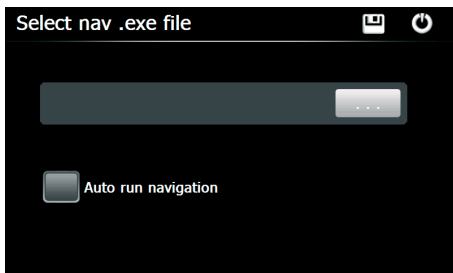 Select nav .exe file
. . .
Auto run navigation